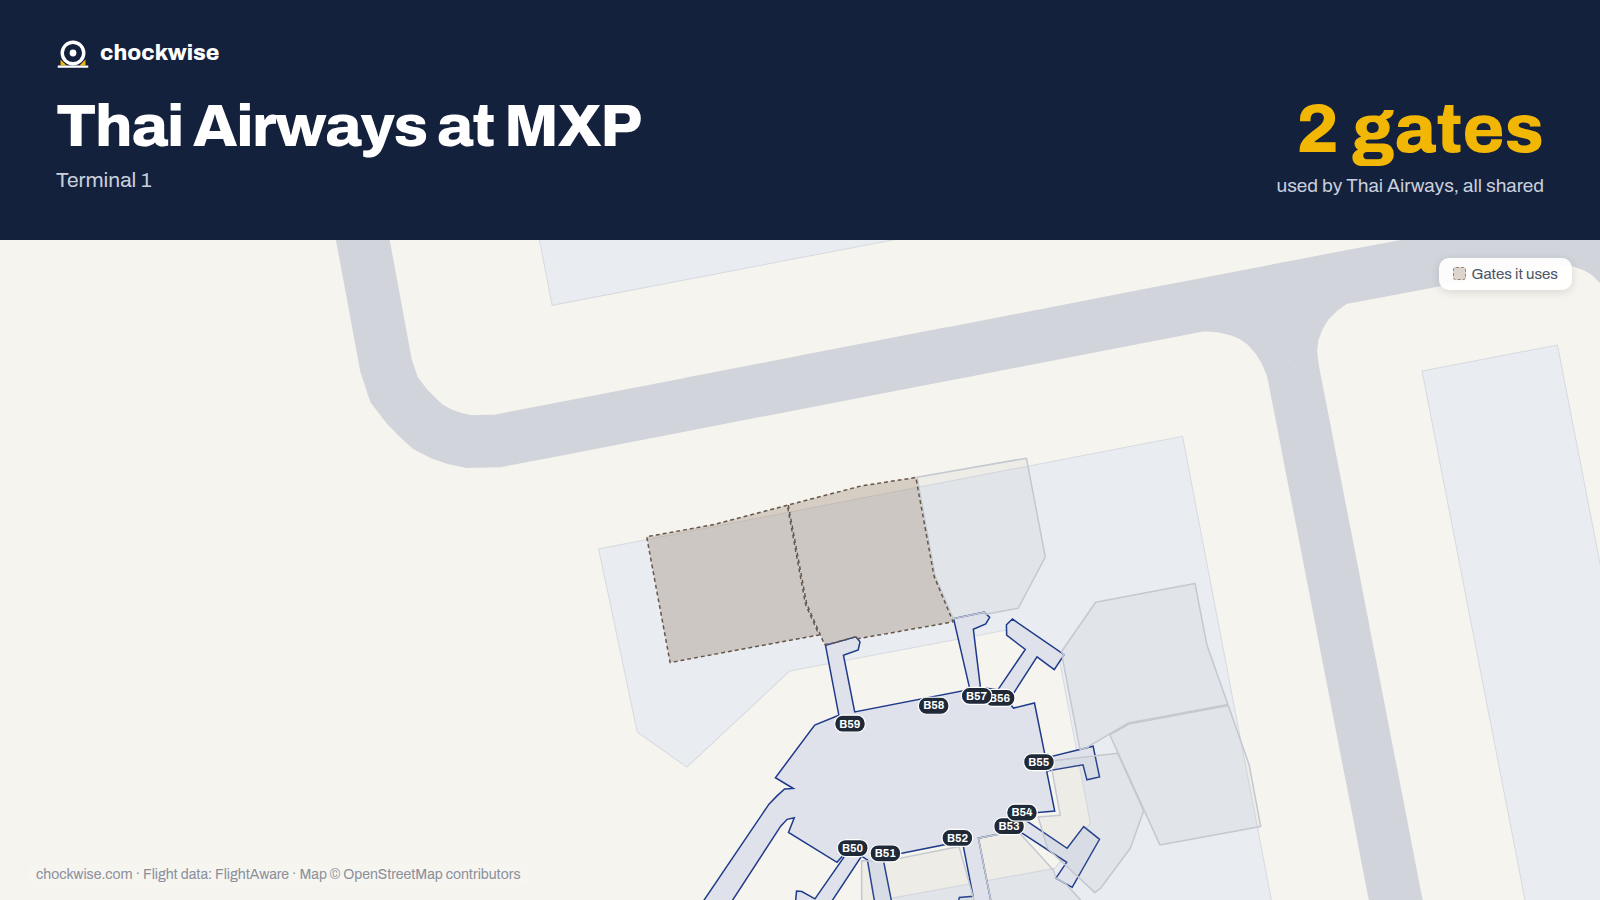 chockwise
Thai Airways at MXP
Terminal 1
2 gates
used by Thai Airways, all shared
Gates it uses
B59
B58
B57
B56
B55
B54
B53
B52
B50
B51
chockwise.com · Flight data: FlightAware · Map © OpenStreetMap contributors